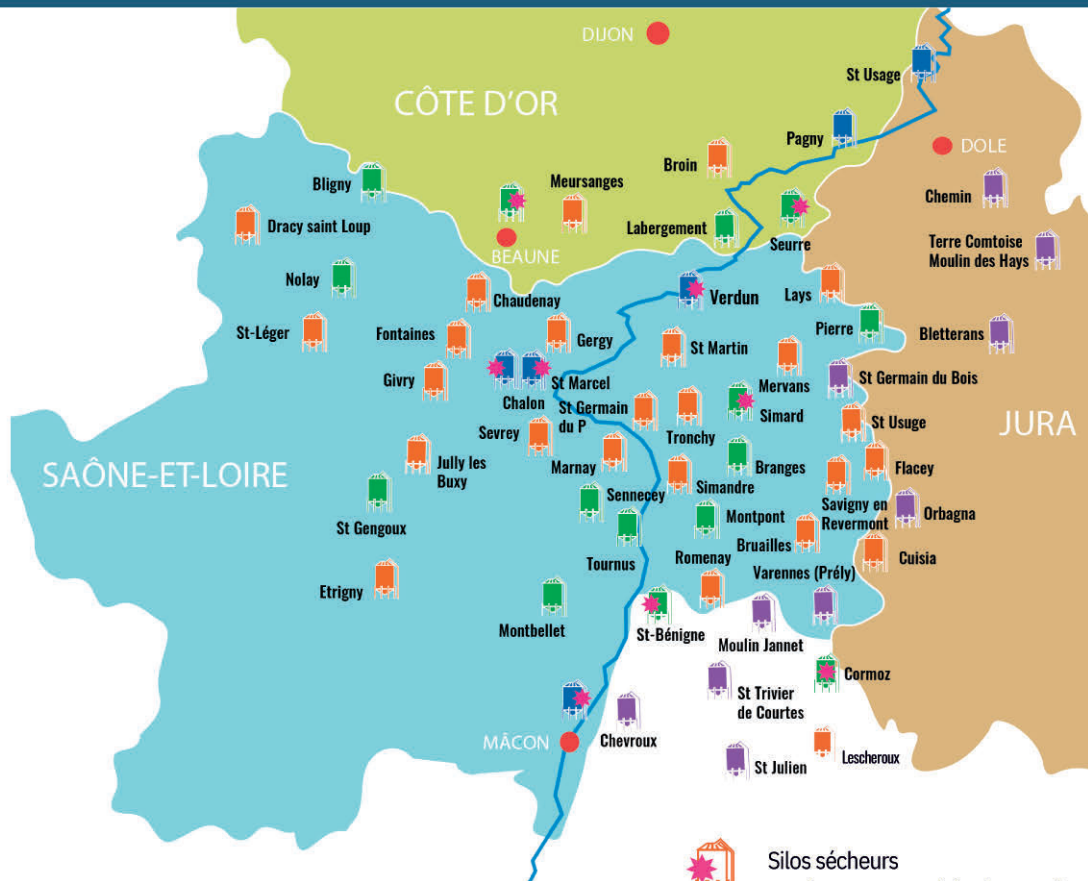 DIJON
St Usage
CÔTE D'OR
Pagny
DOLE
Broin
Bligny
Meursanges
Chemin
Dracy saint Loup
Labergement
Seurre
BEAUNE
Terre Comtoise
Moulin des Hays
Nolay
Chaudenay
Verdun
Lays
St-Léger
Fontaines
Gergy
St Martin
Pierre
Bletterans
Givry
Chalon
St Marcel
Mervans
St Germain du Bois
St Germain
du P
Simard
JURA
Sevrey
Tronchy
St Usuge
SAÔNE-ET-LOIRE
Jully les
Buxy
Marnay
Branges
Flacey
Simandre
Sennecey
Savigny en
Revermont
Orbagna
St Gengoux
Montpont
Tournus
Bruailles
Cuisia
Romenay
Varennes (Prély)
Etrigny
Montbellet
St-Bénigne
Moulin Jannet
Cormoz
St Trivier
de Courtes
MÂCON
Chevroux
St Julien
Lescheroux
Silos sécheurs